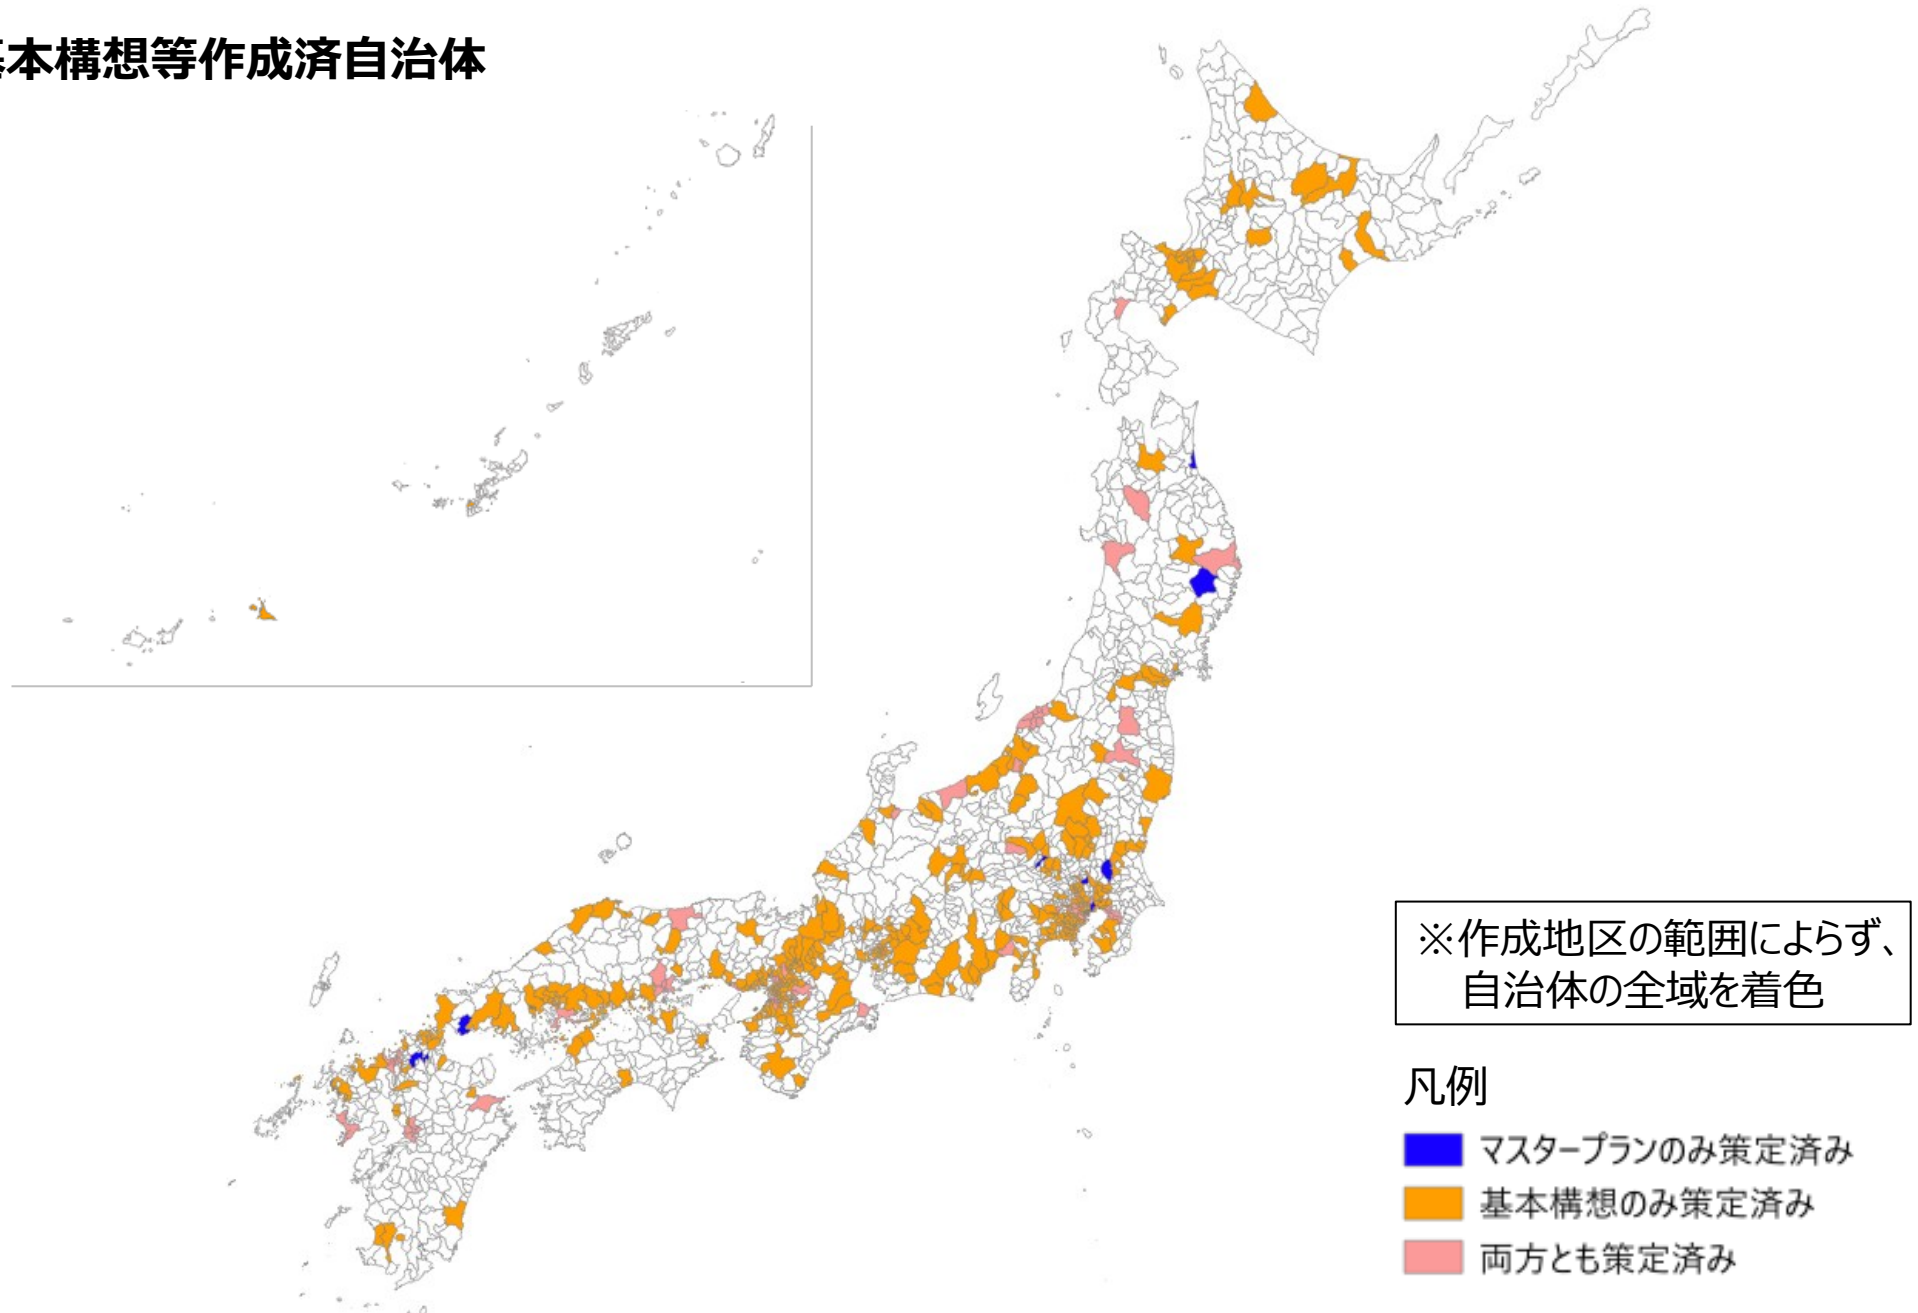 本構想等作成済自治体
※作成地区の範囲によらず、
自治体の全域を着色
凡例
マスタープランのみ策定済み
基本構想のみ策定済み
両方とも策定済み